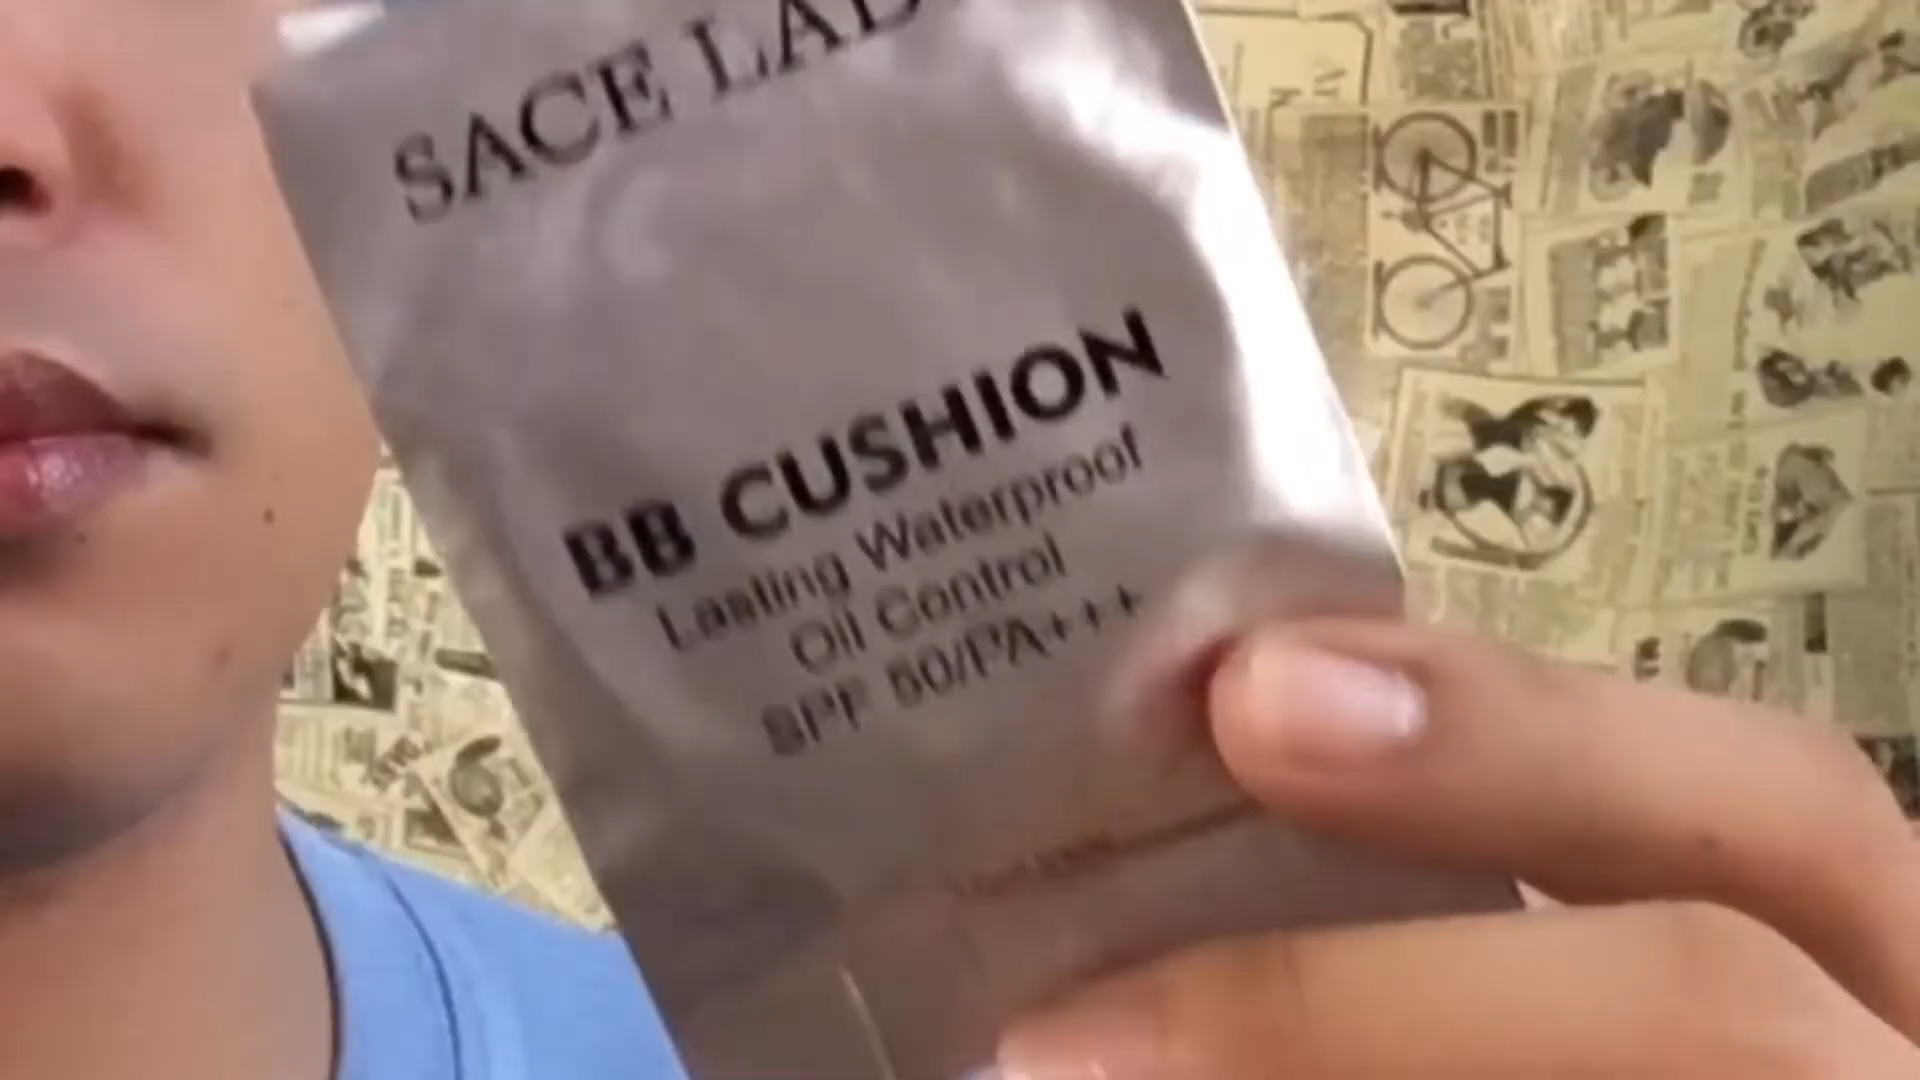 SACE LAD
BB CUSHION
Lasting Waterproof
Oil Control
SPF 50/PA+++